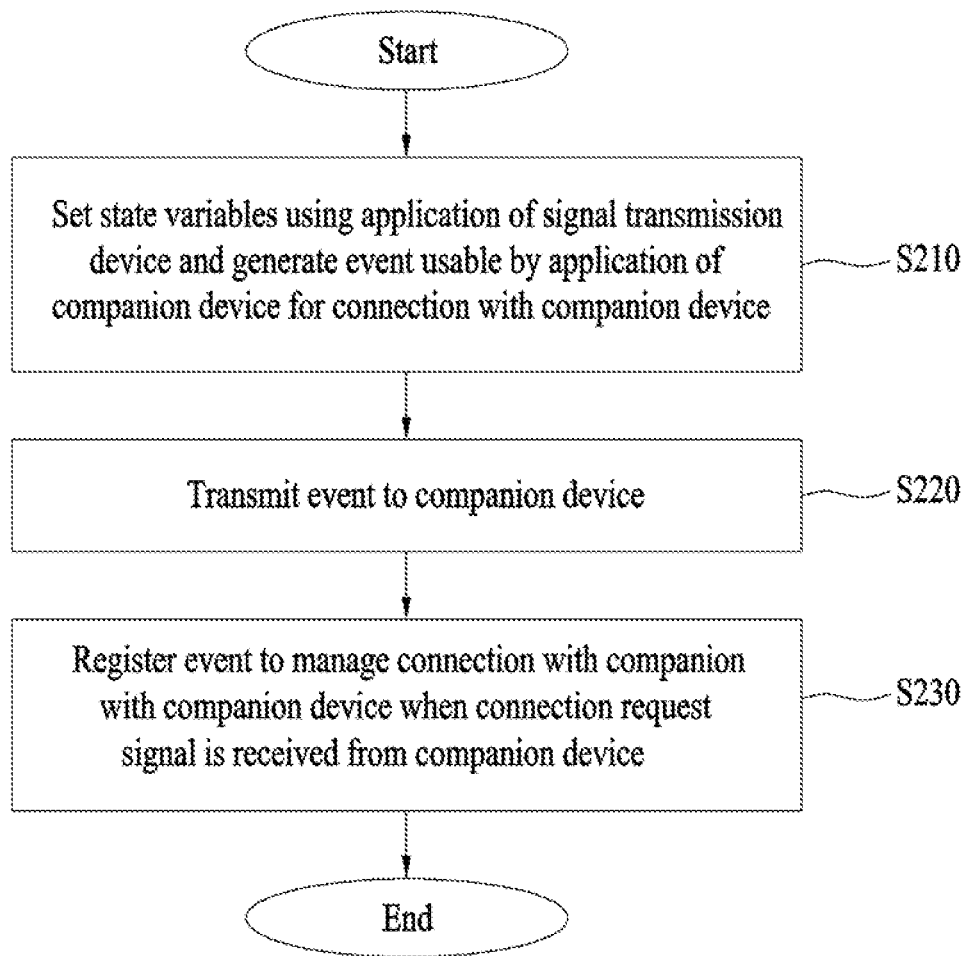 Start
Set state variables using application of signal transmission
device and generate event usable by application of
companion device for connection with companion device
S210
Transmit event to companion device
S220
Register event to manage connection with companion
with companion device when connection request
signal is received from companion device
S230
End